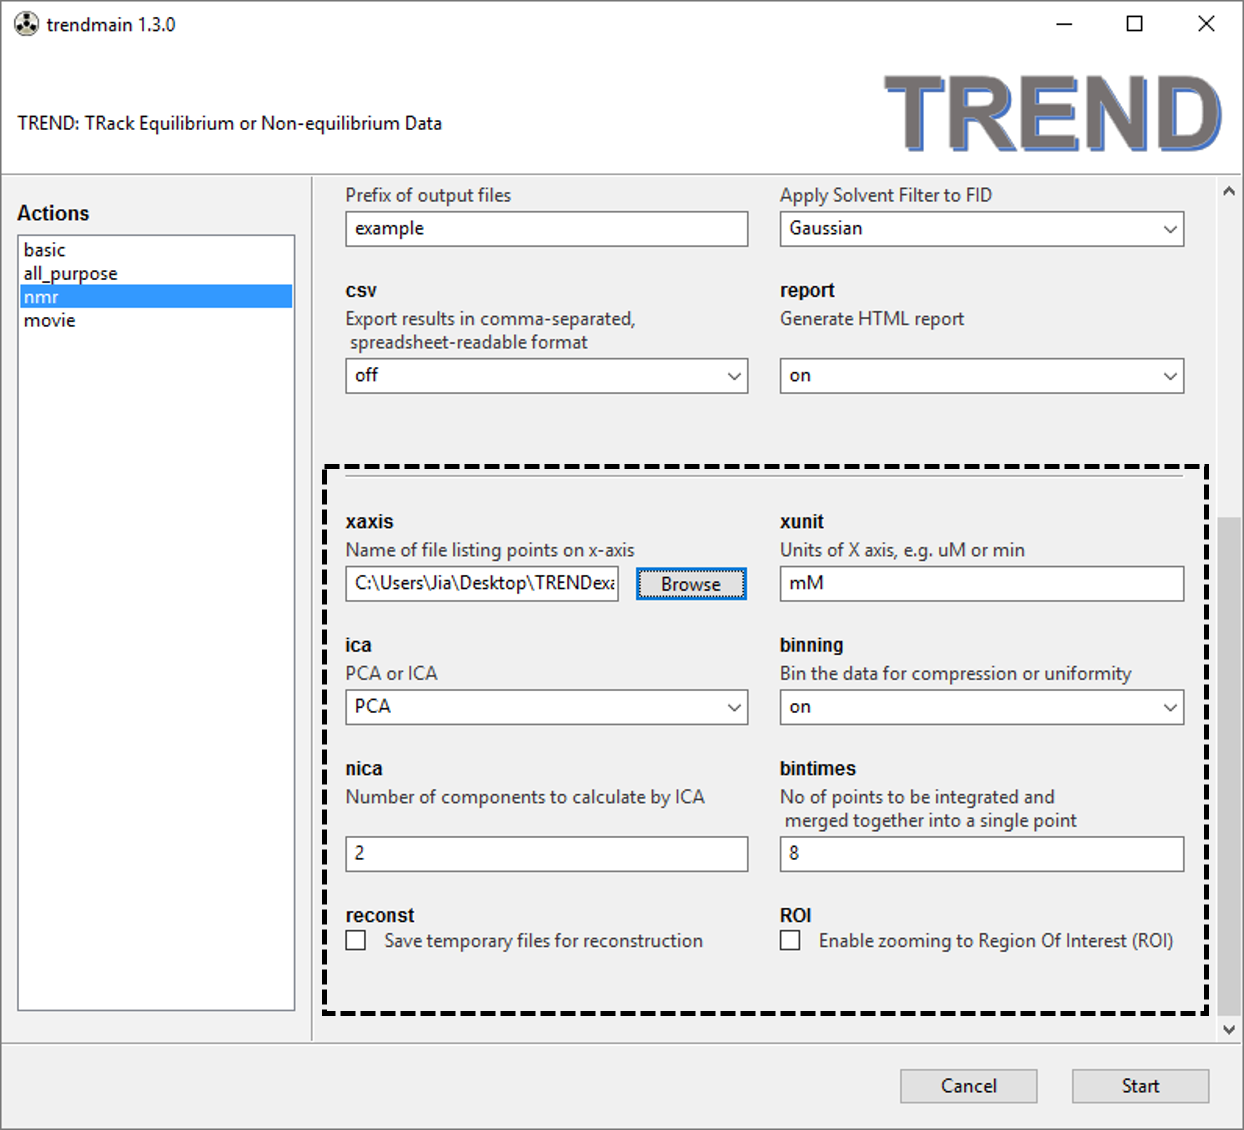 trendmain 1.3.0
TREND
TREND: TRack Equilibrium or Non-equilibrium Data
Actions
basic
all_purpose
nmr
movie
Prefix of output files
example
Apply Solvent Filter to FID
Gaussian
csv
Export results in comma-separated,
spreadsheet-readable format
off
report
Generate HTML report
on
xaxis
Name of file listing points on x-axis
C:\Users\Jia\Desktop\TRENDexa
Browse
xunit
Units of X axis, e.g. uM or min
mM
ica
PCA or ICA
PCA
binning
Bin the data for compression or uniformity
on
nica
Number of components to calculate by ICA
2
bintimes
No of points to be integrated and
merged together into a single point
8
reconst
Save temporary files for reconstruction
ROI
Enable zooming to Region Of Interest (ROI)
Cancel
Start